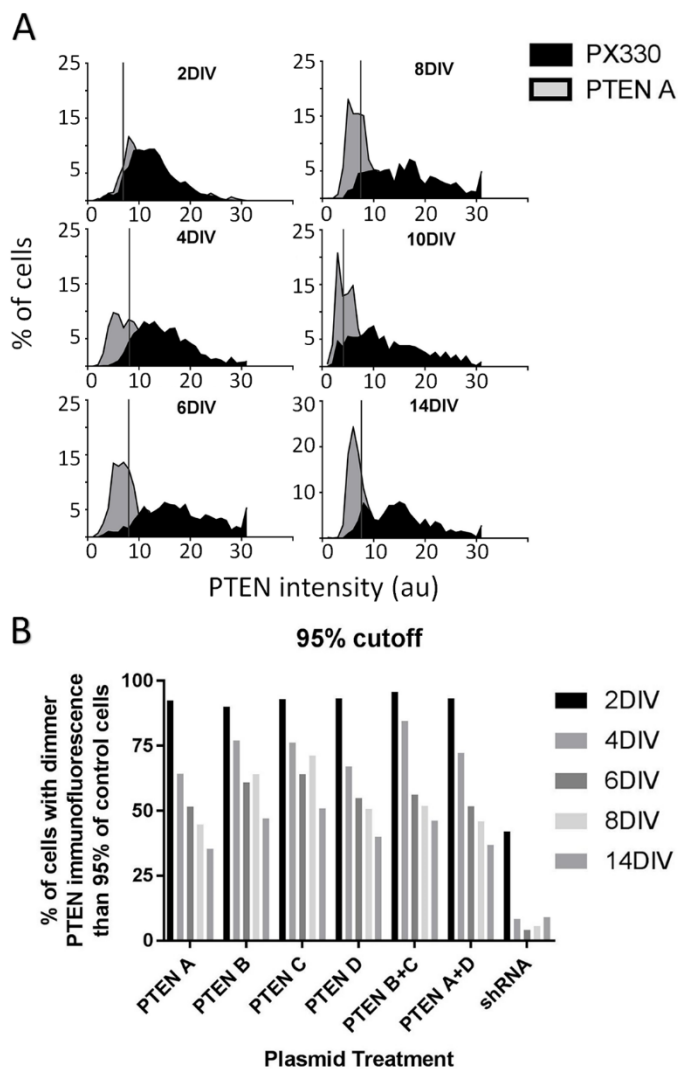 A
PX330
PTEN A
% of cells
2DIV
25
15
5
0
10
20
30
8DIV
25
15
5
0
10
20
30
4DIV
25
15
5
0
10
20
30
10DIV
25
15
5
0
10
20
30
6DIV
25
15
5
0
10
20
30
14DIV
30
20
10
0
10
20
30
PTEN intensity (au)
B
95% cutoff
% of cells with dimmer
PTEN immunofluorescence
than 95% of control cells
100
75
50
25
0
PTEN A
PTEN B
PTEN C
PTEN D
PTEN B+C
PTEN A+D
shRNA
Plasmid Treatment
2DIV
4DIV
6DIV
8DIV
14DIV